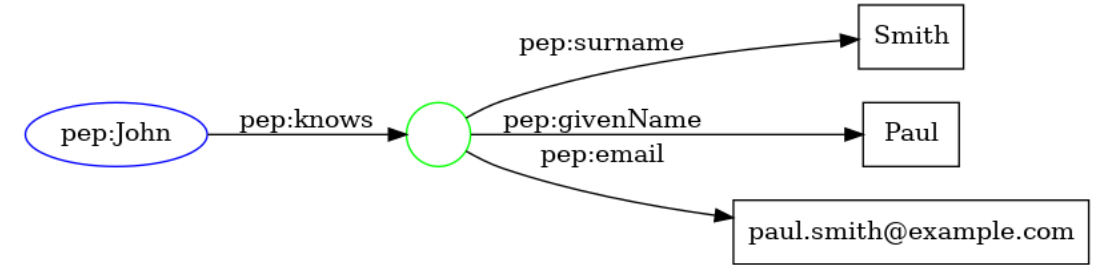 pep:surname
Smith
pep:John
pep:knows
pep:givenName
Paul
pep:email
paul.smith@example.com